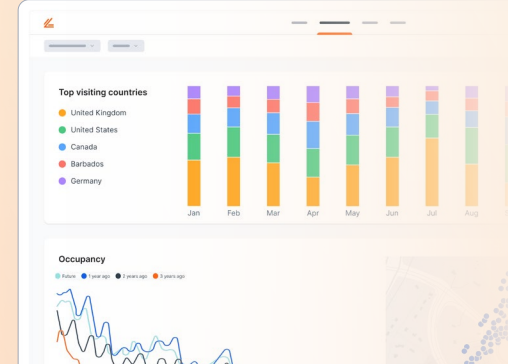 Top visiting countries
United Kingdom
United States
Canada
Barbados
Germany
Jan Feb Mar Apr May Jun Jul Aug
Occupancy
Future 1 year ago 2 years ago 3 years ago